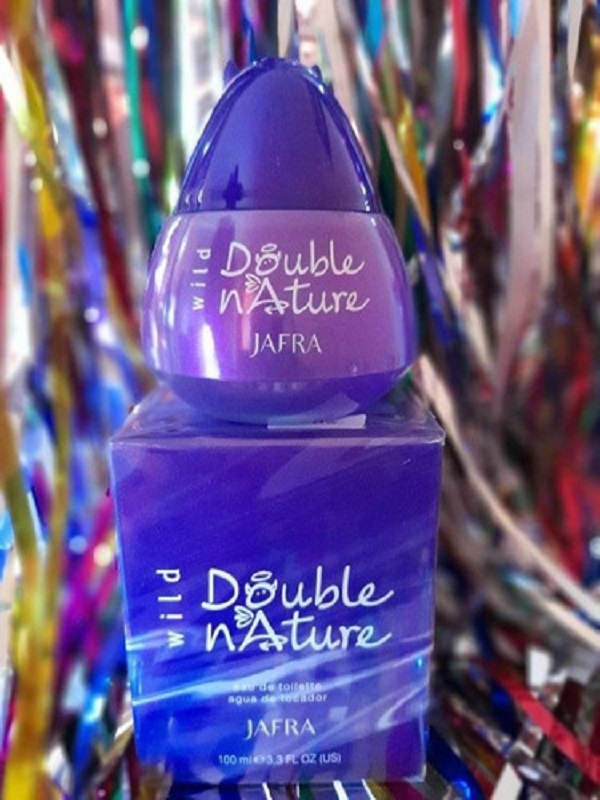 wild
Double
nAture
JAFRA
wild
Double
nAture
eau de toilette
agua de tocador
JAFRA
100 ml e 3.3 FL OZ (US)